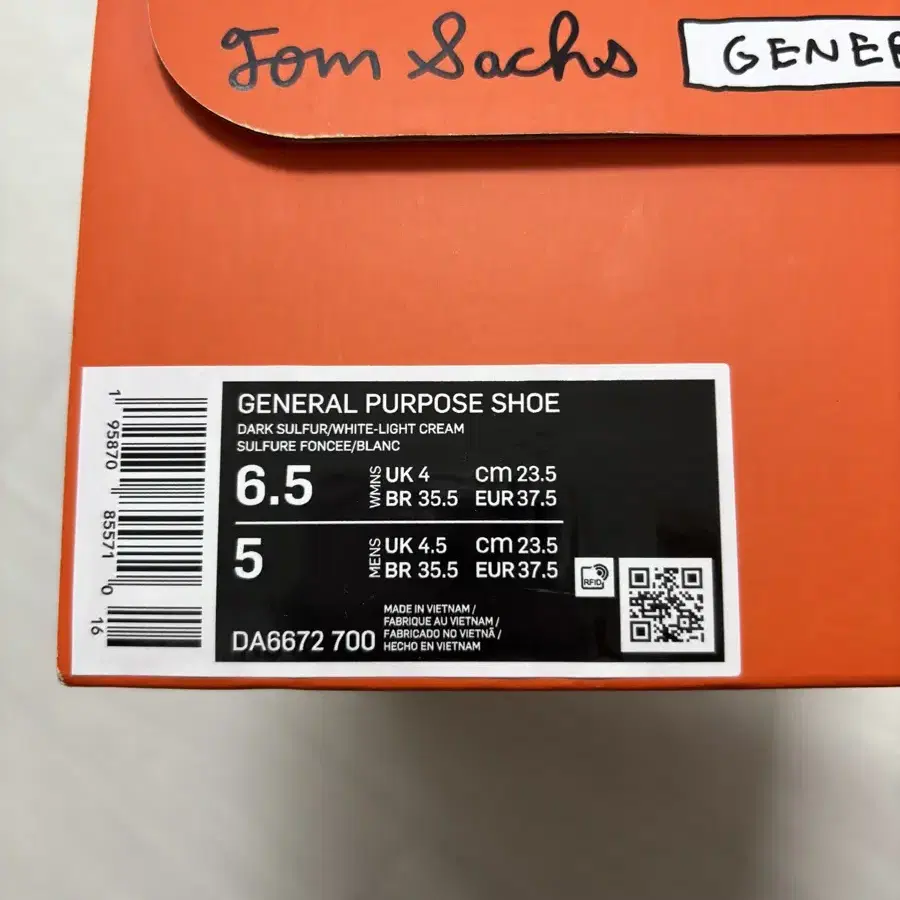 Tom Sachs
GENER
GENERAL PURPOSE SHOE
DARK SULFUR/WHITE-LIGHT CREAM
SULFURE FONCEE/BLANC
6.5 WMNS UK 4 cm 23.5
BR 35.5 EUR 37.5
5 MENS UK 4.5 cm 23.5
BR 35.5 EUR 37.5
RFID
MADE IN VIETNAM /
FABRIQUE AU VIETNAM /
FABRICADO NO VIETNÃ /
HECHO EN VIETNAM
DA6672 700
1 95870 85571 0 16